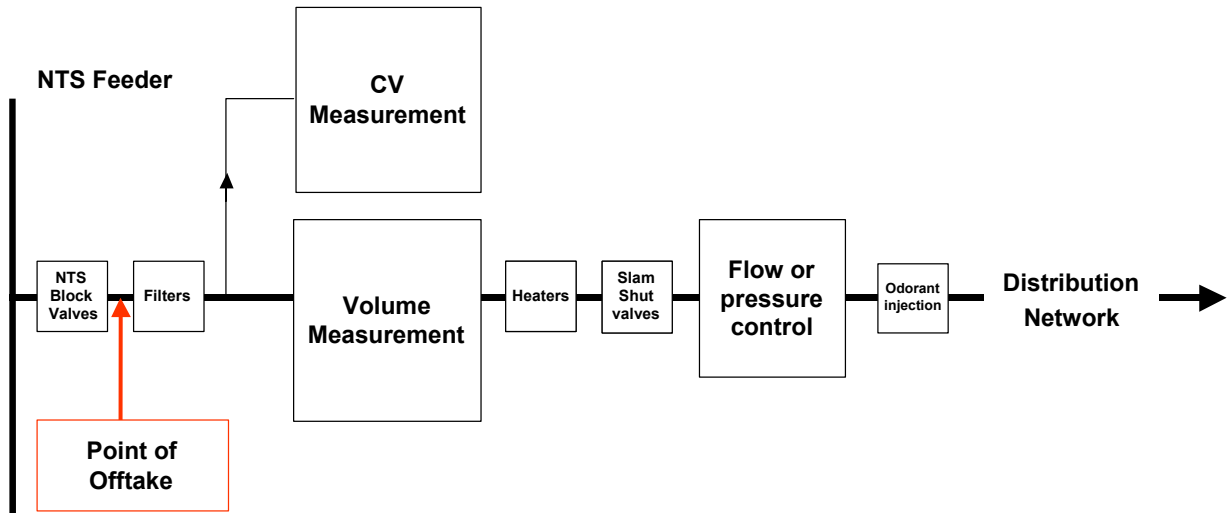 NTS Feeder
CV
Measurement
NTS
Block
Valves
Filters
Volume
Measurement
Heaters
Slam
Shut
valves
Flow or
pressure
control
Odorant
injection
Distribution
Network
Point of
Offtake